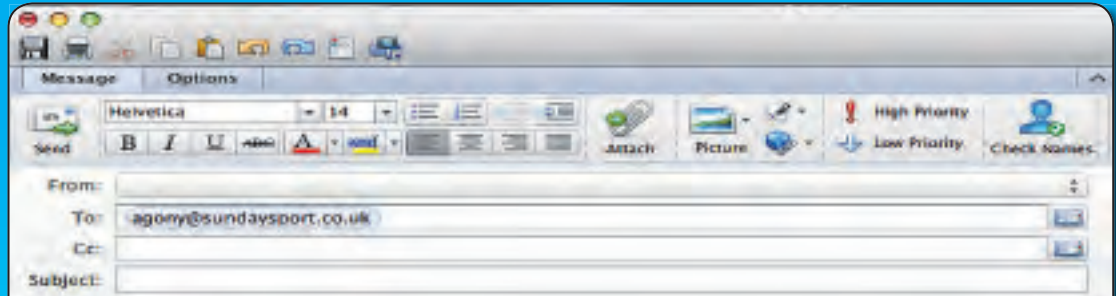 Message Options
Helvetica 14
Send B I U ABC A Attach Picture High Priority Low Priority Check Names
From:
To: agony@sundaysport.co.uk
Cc:
Subject: